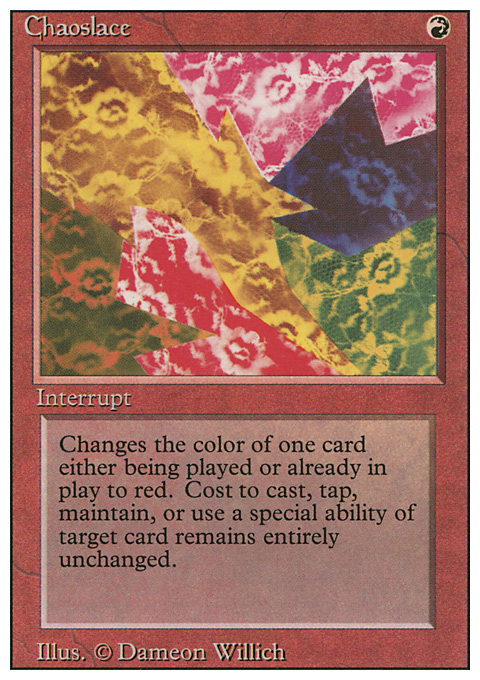 Chaoslace
Interrupt
Changes the color of one card
either being played or already in
play to red. Cost to cast, tap,
maintain, or use a special ability of
target card remains entirely
unchanged.
Illus. © Dameon Willich